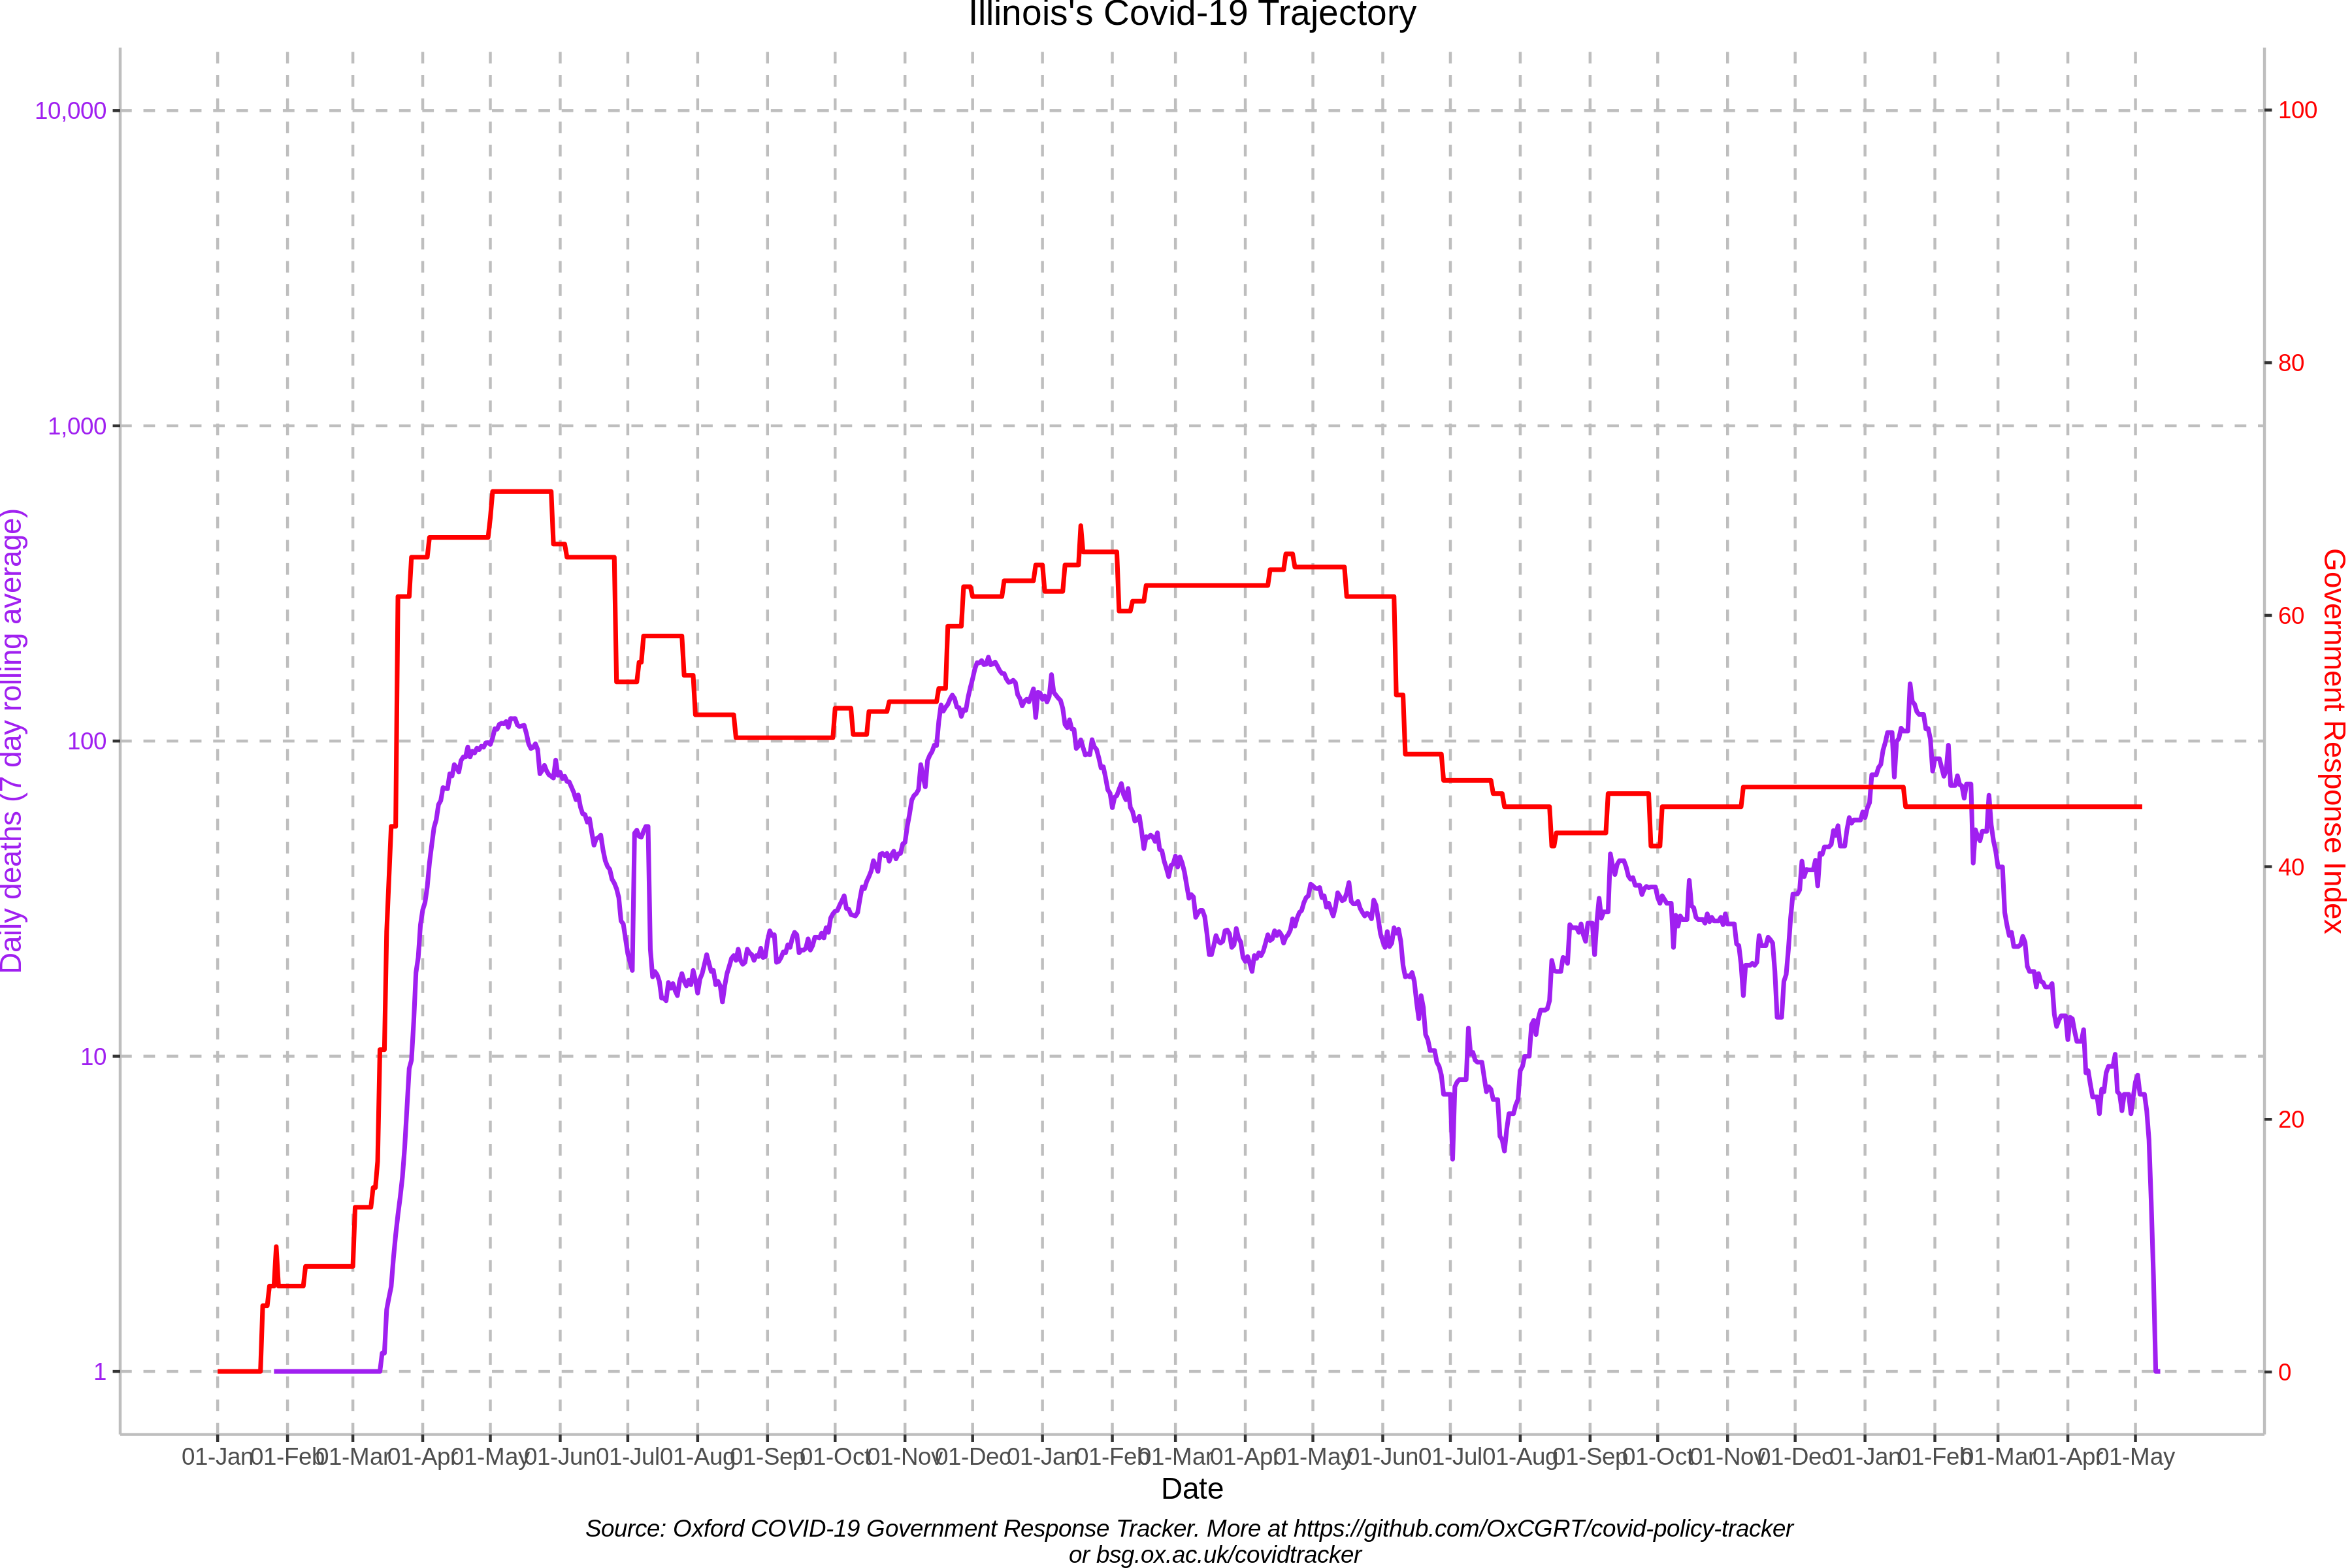 Illinois's Covid-19 Trajectory
10,000
1,000
100
10
1
Daily deaths (7 day rolling average)
100
80
60
40
20
0
Government Response Index
01-Jan 01-Feb 01-Mar 01-Apr 01-May 01-Jun 01-Jul 01-Aug 01-Sep 01-Oct 01-Nov 01-Dec 01-Jan 01-Feb 01-Mar 01-Apr 01-May 01-Jun 01-Jul 01-Aug 01-Sep 01-Oct 01-Nov 01-Dec 01-Jan 01-Feb 01-Mar 01-Apr 01-May
Date
Source: Oxford COVID-19 Government Response Tracker. More at https://github.com/OxCGRT/covid-policy-tracker
or bsg.ox.ac.uk/covidtracker